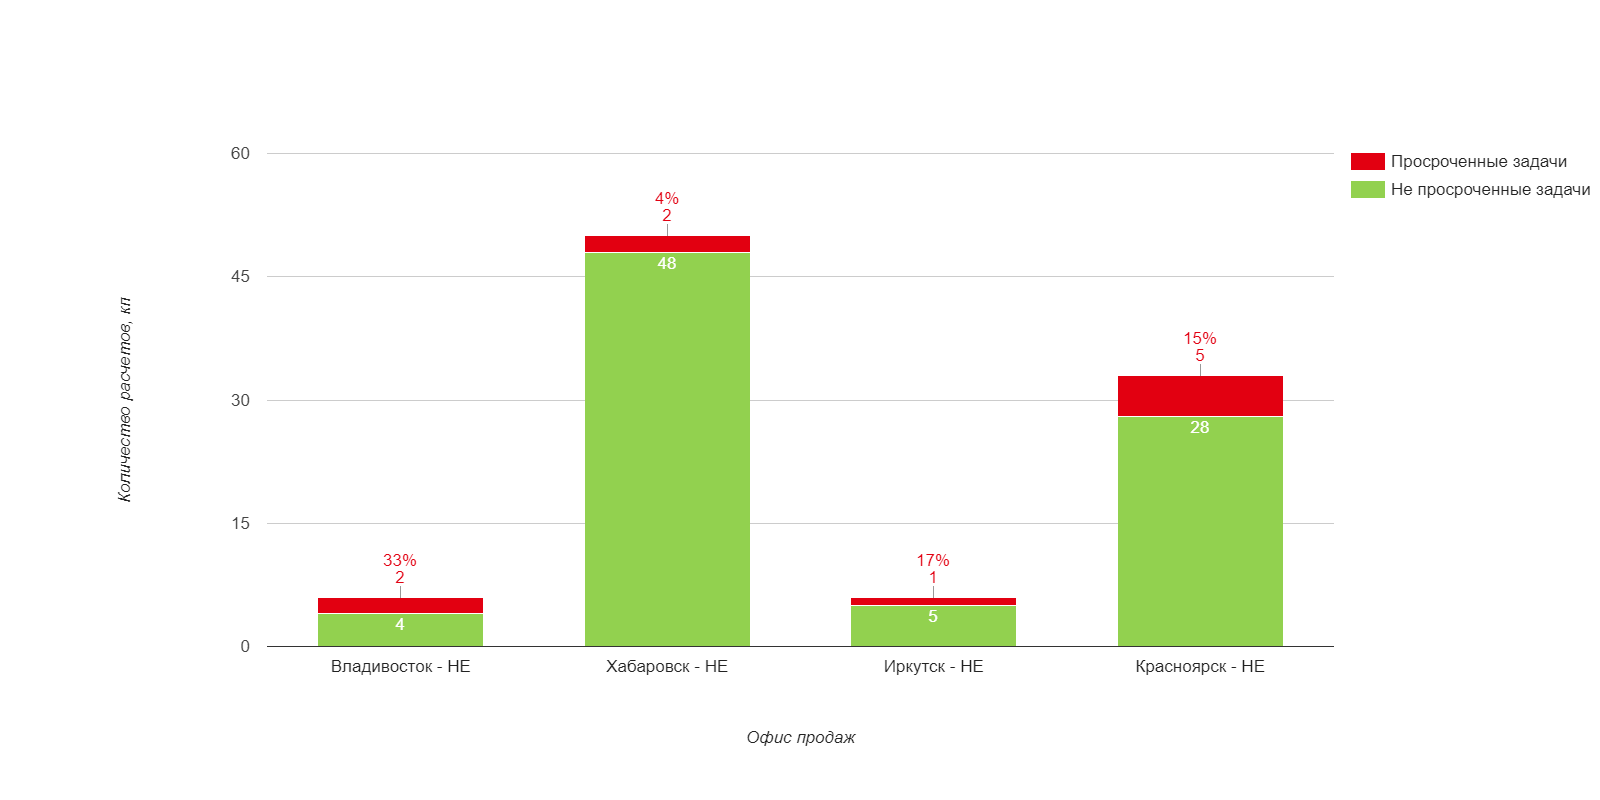 60
45
30
15
0
Количество расчетов, кп
33%
2
4
4%
2
48
17%
1
5
15%
5
28
Владивосток - НЕ
Хабаровск - НЕ
Иркутск - НЕ
Красноярск - НЕ
Офис продаж
Просроченные задачи
Не просроченные задачи